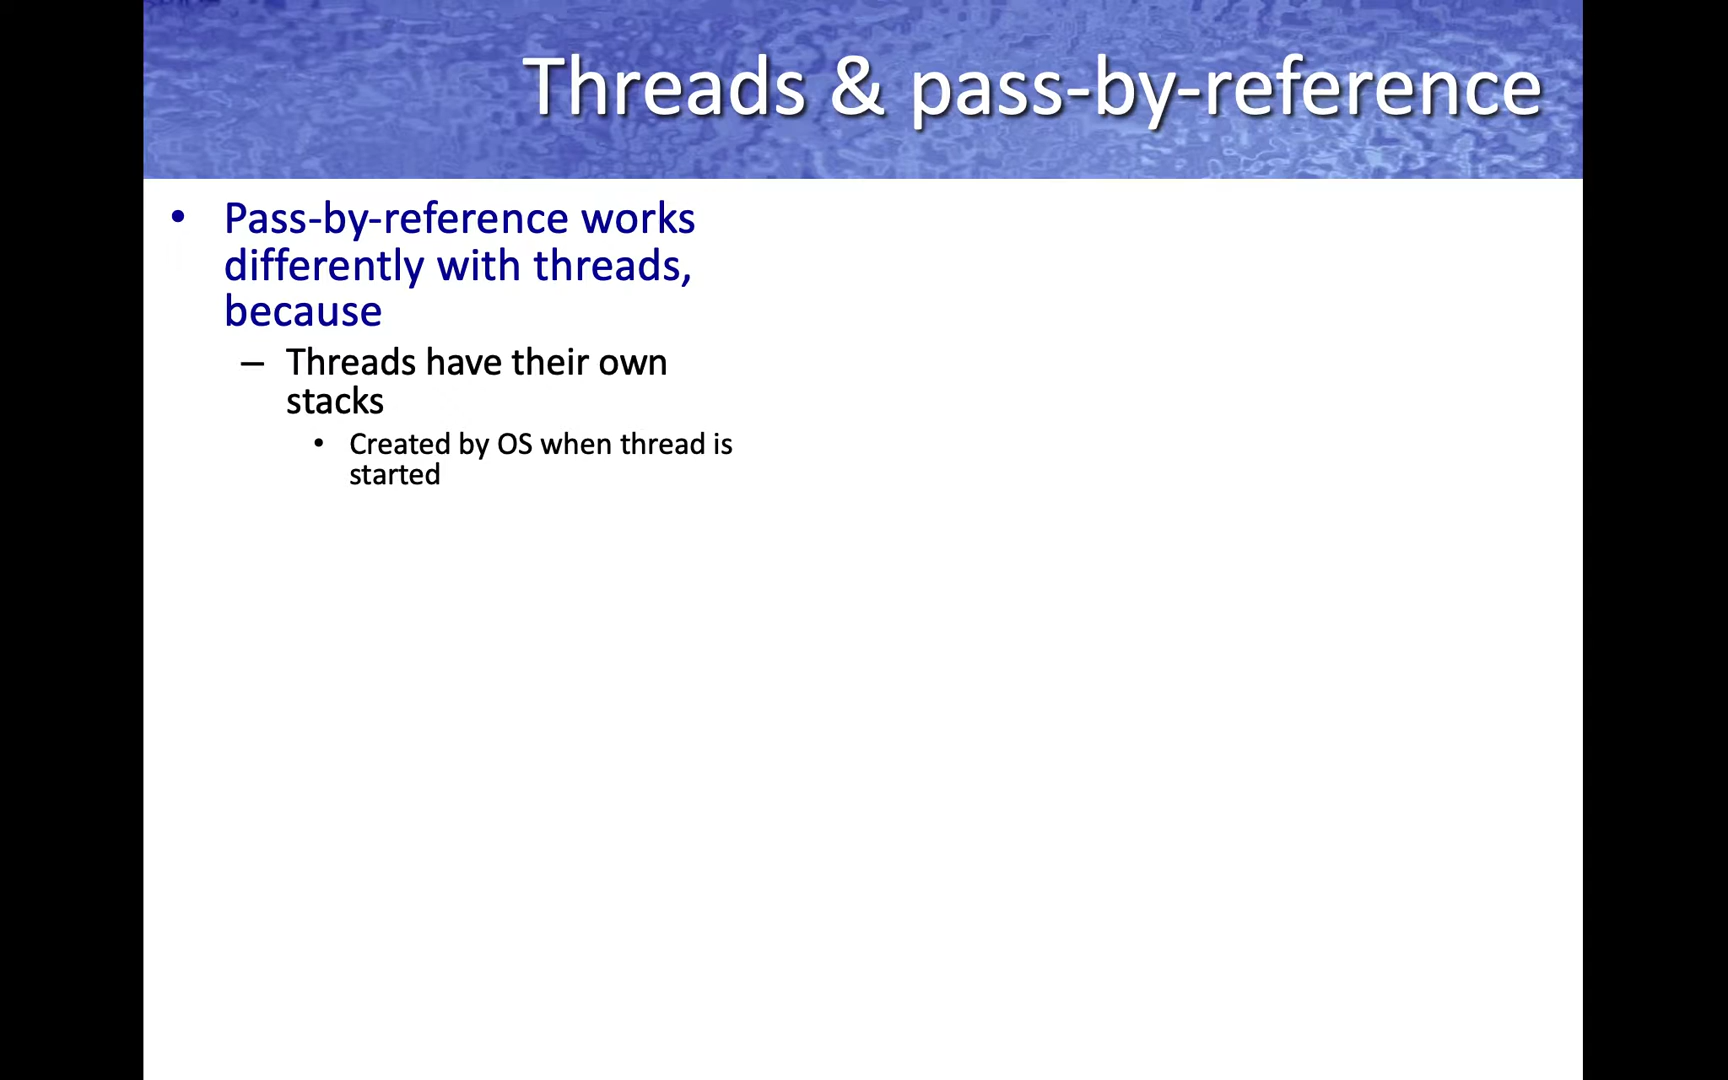 Threads & pass-by-reference
• Pass-by-reference works
differently with threads,
because
– Threads have their own
stacks
• Created by OS when thread is
started